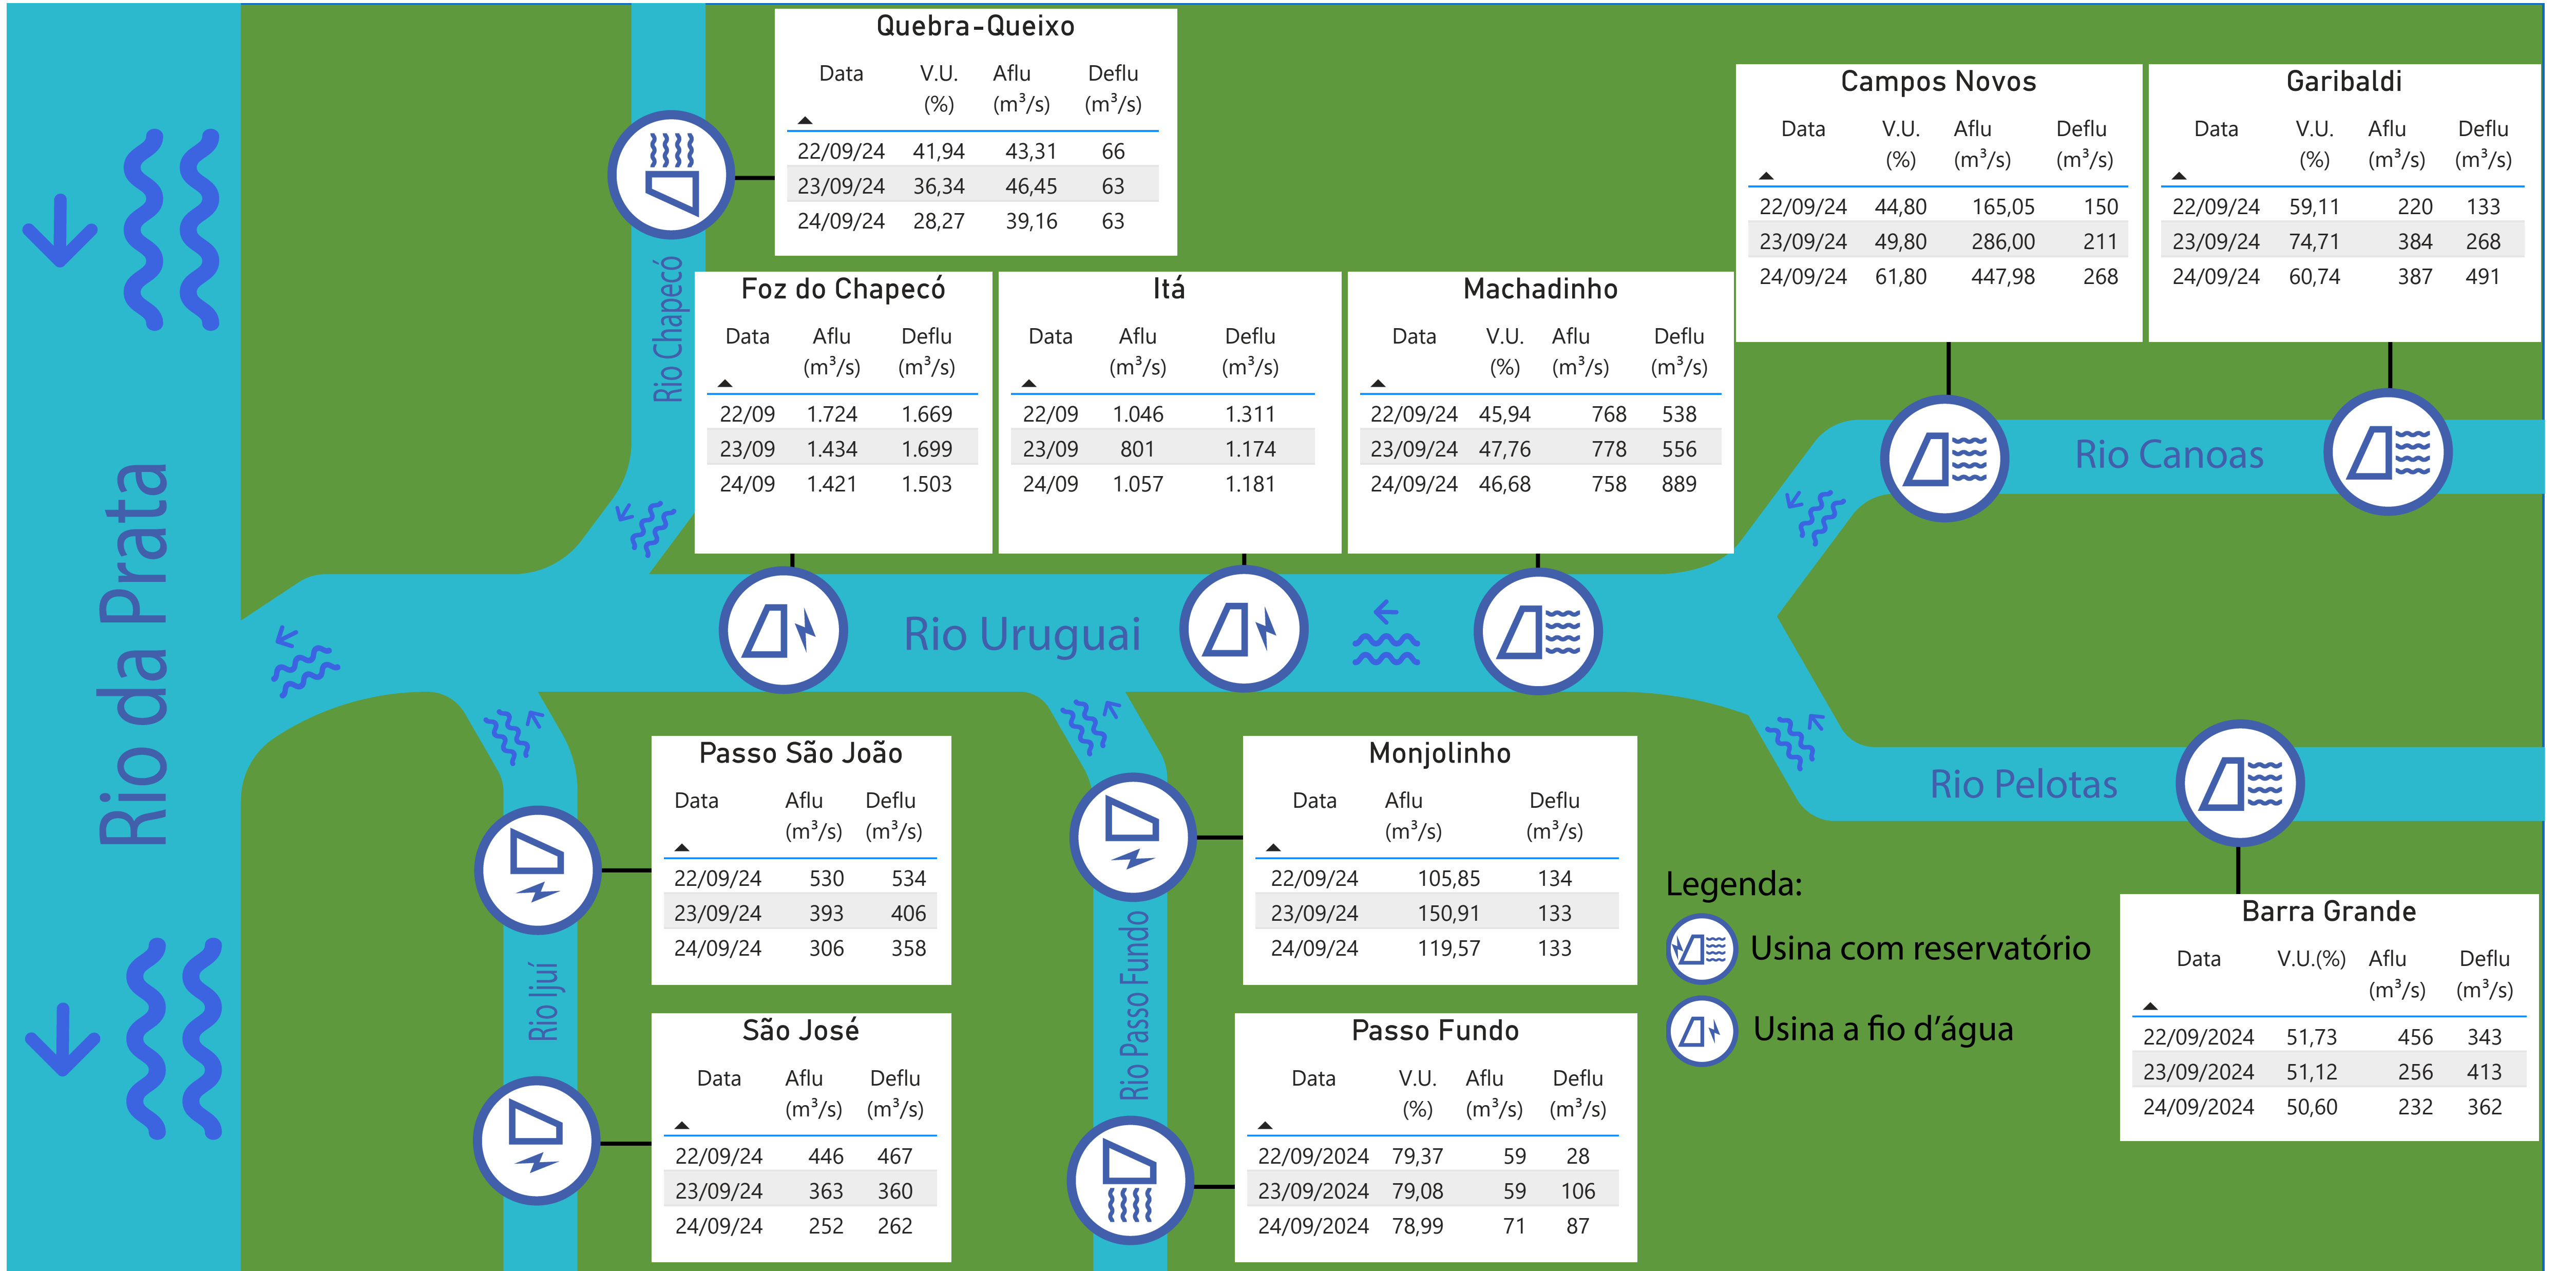 Quebra-Queixo
Data V.U. (%) Aflu (m³/s) Deflu (m³/s)
22/09/24 41,94 43,31 66
23/09/24 36,34 46,45 63
24/09/24 28,27 39,16 63
Campos Novos
Data V.U. (%) Aflu (m³/s) Deflu (m³/s)
22/09/24 44,80 165,05 150
23/09/24 49,80 286,00 211
24/09/24 61,80 447,98 268
Garibaldi
Data V.U. (%) Aflu (m³/s) Deflu (m³/s)
22/09/24 59,11 220 133
23/09/24 74,71 384 268
24/09/24 60,74 387 491
Rio Chapecó
Foz do Chapecó
Data Aflu (m³/s) Deflu (m³/s)
22/09 1.724 1.669
23/09 1.434 1.699
24/09 1.421 1.503
Itá
Data Aflu (m³/s) Deflu (m³/s)
22/09 1.046 1.311
23/09 801 1.174
24/09 1.057 1.181
Machadinho
Data V.U. (%) Aflu (m³/s) Deflu (m³/s)
22/09/24 45,94 768 538
23/09/24 47,76 778 556
24/09/24 46,68 758 889
Rio Canoas
Rio da Prata
Rio Uruguai
Rio Pelotas
Passo São João
Data Aflu (m³/s) Deflu (m³/s)
22/09/24 530 534
23/09/24 393 406
24/09/24 306 358
Monjolinho
Data Aflu (m³/s) Deflu (m³/s)
22/09/24 105,85 134
23/09/24 150,91 133
24/09/24 119,57 133
Legenda:
Usina com reservatório
Usina a fio d’água
Barra Grande
Data V.U.(%) Aflu (m³/s) Deflu (m³/s)
22/09/2024 51,73 456 343
23/09/2024 51,12 256 413
24/09/2024 50,60 232 362
Rio Ijuí
Rio Passo Fundo
São José
Data Aflu (m³/s) Deflu (m³/s)
22/09/24 446 467
23/09/24 363 360
24/09/24 252 262
Passo Fundo
Data V.U. (%) Aflu (m³/s) Deflu (m³/s)
22/09/2024 79,37 59 28
23/09/2024 79,08 59 106
24/09/2024 78,99 71 87